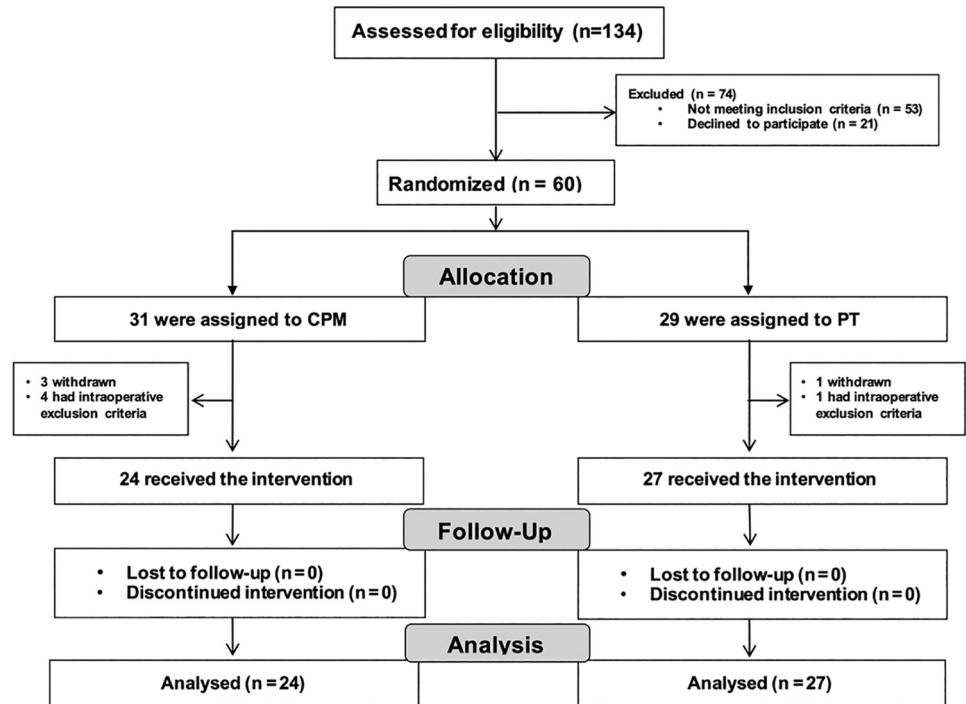 Assessed for eligibility (n=134)
Excluded (n = 74)
• Not meeting inclusion criteria (n = 53)
• Declined to participate (n = 21)
Randomized (n = 60)
Allocation
31 were assigned to CPM
29 were assigned to PT
• 3 withdrawn
• 4 had intraoperative
exclusion criteria
• 1 withdrawn
• 1 had intraoperative
exclusion criteria
24 received the intervention
27 received the intervention
Follow-Up
• Lost to follow-up (n=0)
• Discontinued intervention (n=0)
• Lost to follow-up (n=0)
• Discontinued intervention (n=0)
Analysis
Analysed (n=24)
Analysed (n=27)